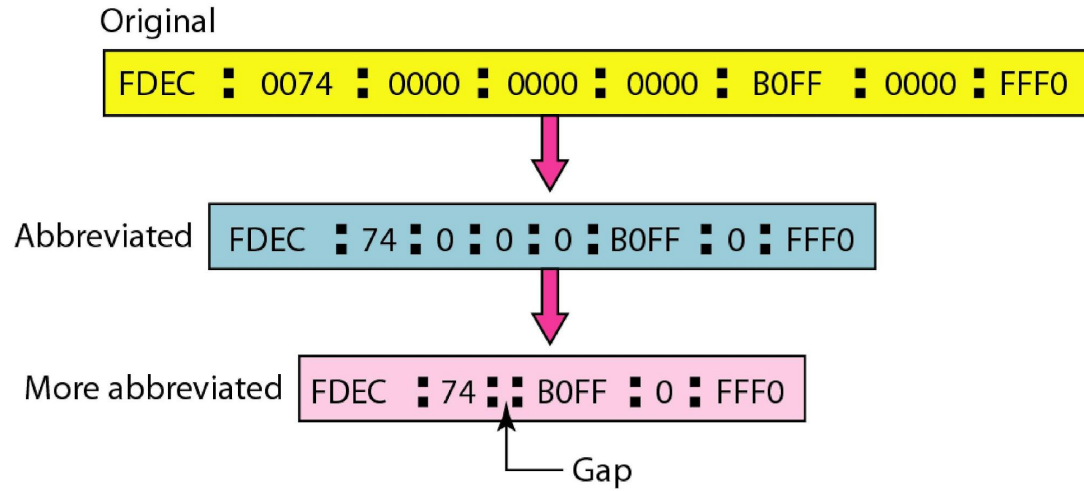 Original
FDEC : 0074 : 0000 : 0000 : 0000 : B0FF : 0000 : FFF0
Abbreviated FDEC : 74 : 0 : 0 : 0 : B0FF : 0 : FFF0
More abbreviated FDEC : 74 : : B0FF : 0 : FFF0
Gap